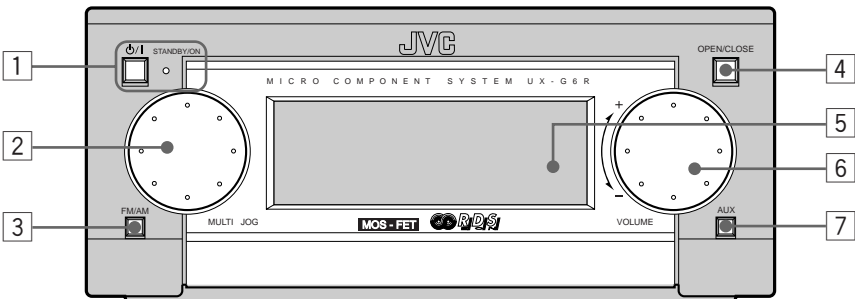 JVC
STANDBY/ON
OPEN/CLOSE
1
4
MICRO COMPONENT SYSTEM UX-G6R
+
5
2
6
−
FM/AM
AUX
3
MULTI JOG
MOS-FET
RDS
VOLUME
7